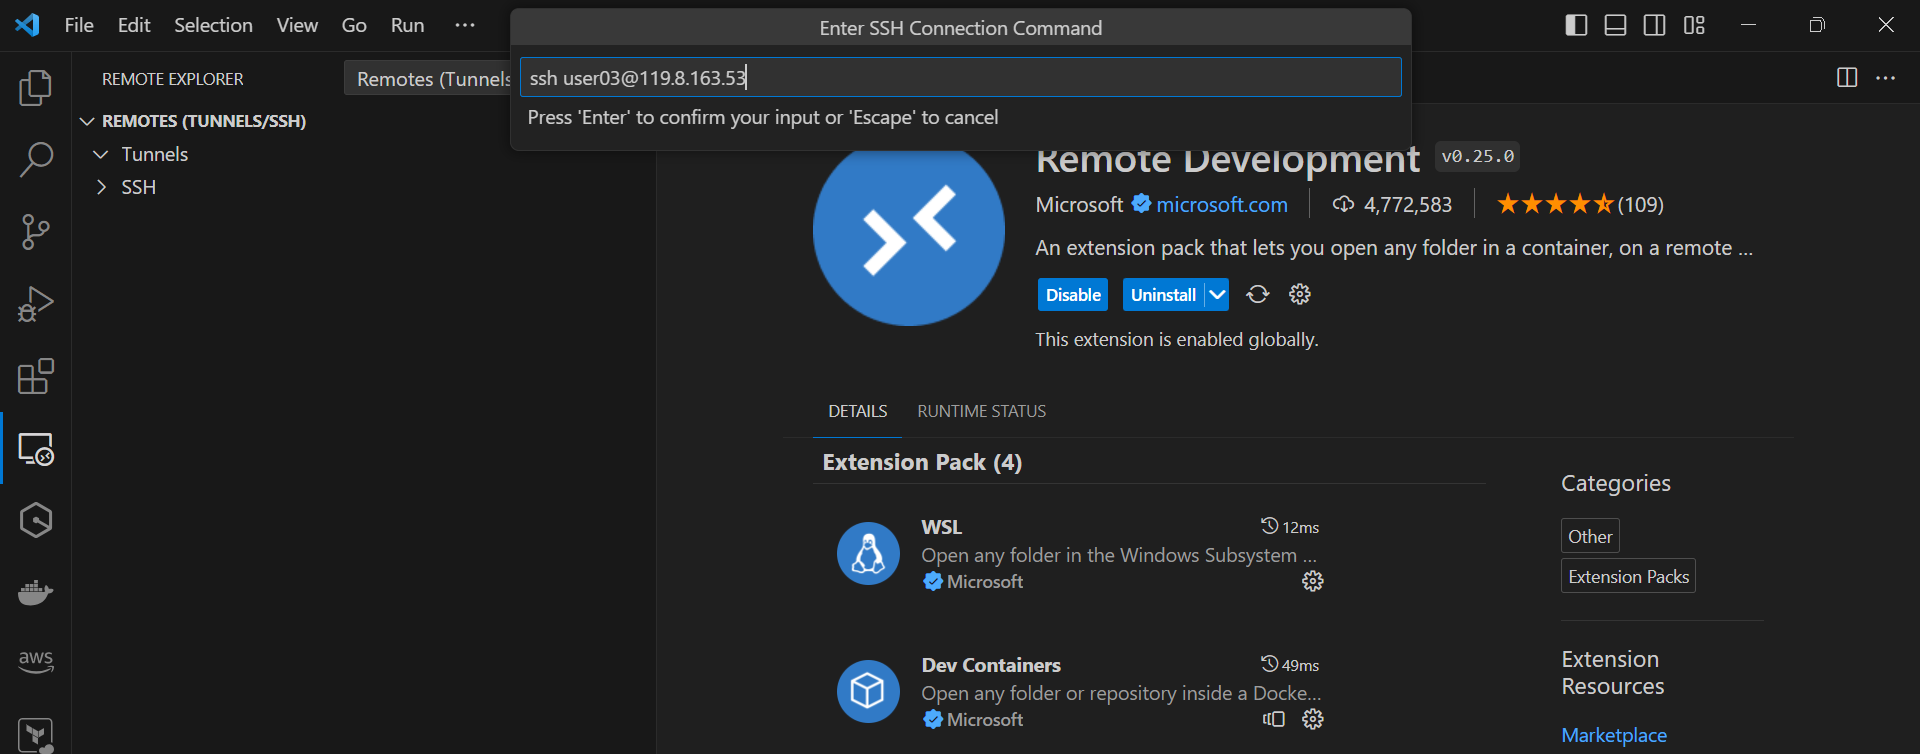 File Edit Selection View Go Run ···
Enter SSH Connection Command
ssh user03@119.8.163.53
Press 'Enter' to confirm your input or 'Escape' to cancel
REMOTE EXPLORER
Remotes (Tunnels
REMOTES (TUNNELS/SSH)
Tunnels
SSH
aws
Remote Development v0.25.0
Microsoft microsoft.com 4,772,583 (109)
An extension pack that lets you open any folder in a container, on a remote ...
Disable Uninstall
This extension is enabled globally.
DETAILS RUNTIME STATUS
Extension Pack (4)
WSL 12ms
Open any folder in the Windows Subsystem ...
Microsoft
Dev Containers 49ms
Open any folder or repository inside a Docke...
Microsoft
Categories
Other
Extension Packs
Extension
Resources
Marketplace